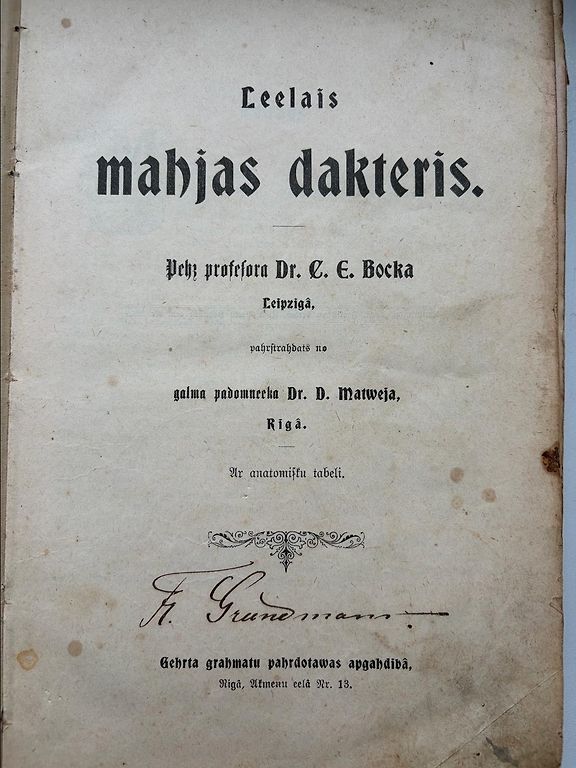 Leelais
mahjas dakteris.
Pehz profeſora Dr. C. E. Bocka
Leipzigâ,
pahrſtrahdats no
galma padomneeka Dr. D. Matweja,
Rigâ.
Ar anatomiſku tabeli.
Fr. Grundmann
Gehrta grahmatu pahrdotawas apgahdibâ,
Rigâ, Akmenu eelâ Nr. 13.